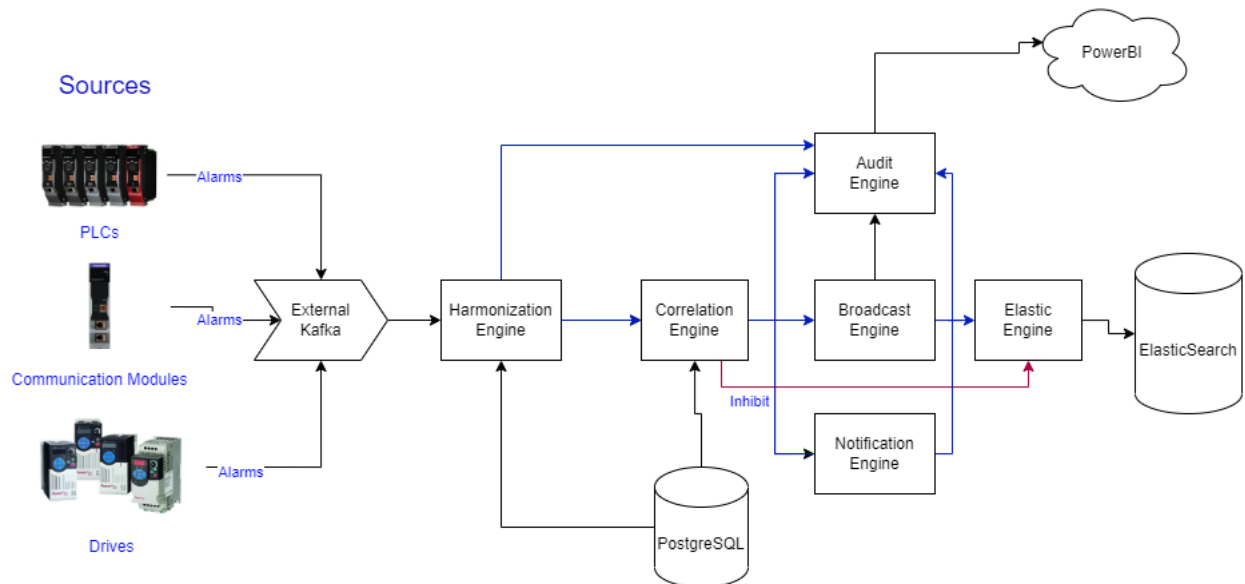 PowerBI
Sources
Audit
Engine
Alarms
PLCs
External
Kafka
Harmonization
Engine
Correlation
Engine
Broadcast
Engine
Elastic
Engine
Alarms
ElasticSearch
Communication Modules
Inhibit
Notification
Engine
Alarms
PostgreSQL
Drives